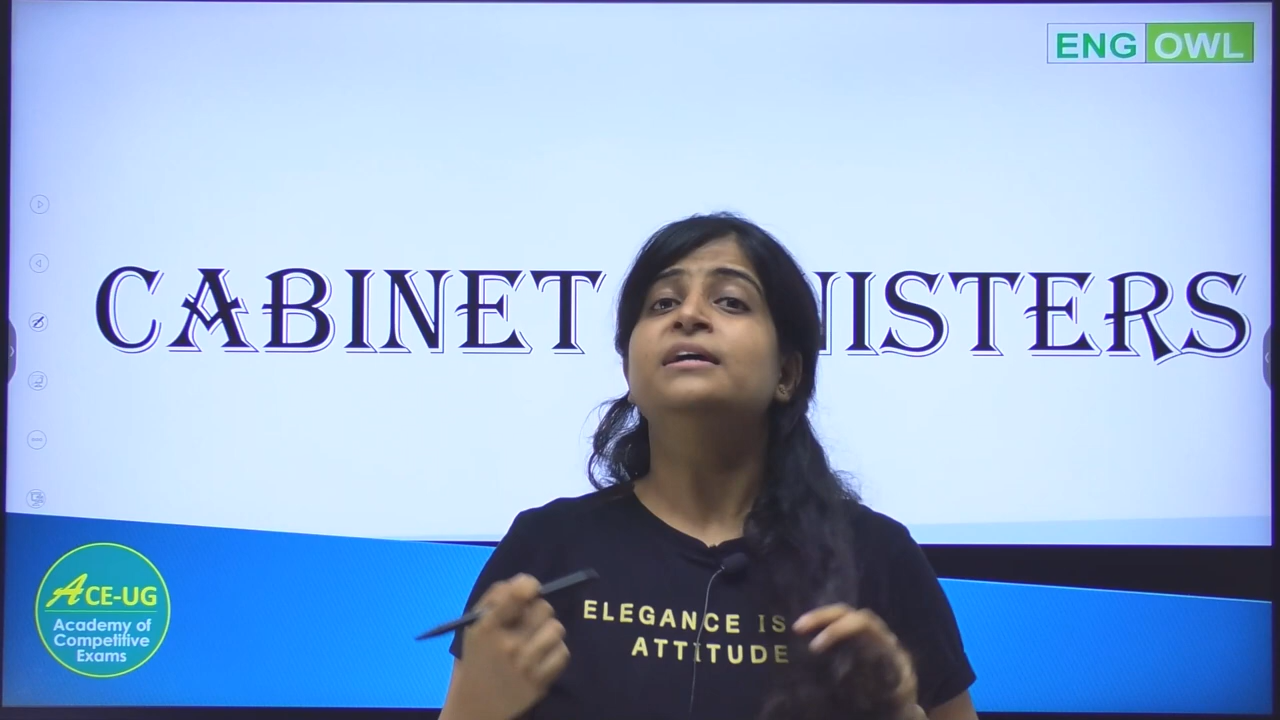 ENG OWL
CABINET NISTERS
ACE-UG
Academy of
Competitive
Exams
ELEGANCE IS
ATTITUDE